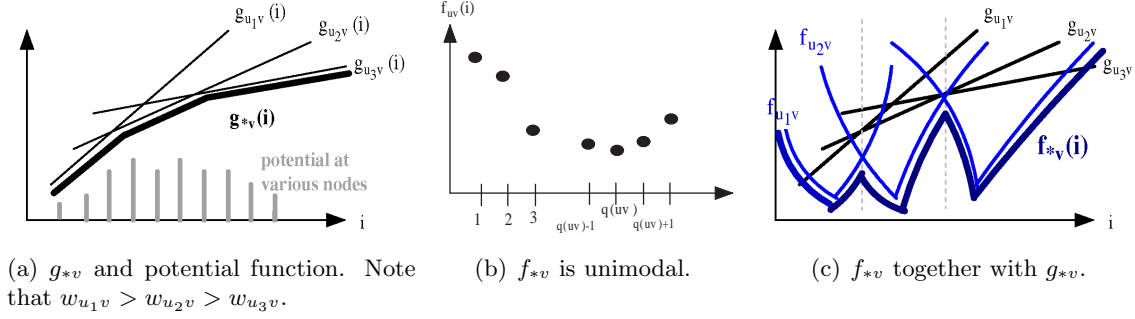 g_{u_1v}(i)
g_{u_2v}(i)
g_{u_3v}(i)
g_{*v}(i)
potential at
various nodes
i
(a) g_{*v} and potential function. Note
that w_{u_1v} > w_{u_2v} > w_{u_3v}.
f_{uv}(i)
1 2 3 q(uv)-1 q(uv) q(uv)+1
(b) f_{*v} is unimodal.
g_{u_1v}
f_{u_2v}
g_{u_2v}
g_{u_3v}
f_{u_1v}
f_{*v}(i)
i
(c) f_{*v} together with g_{*v}.